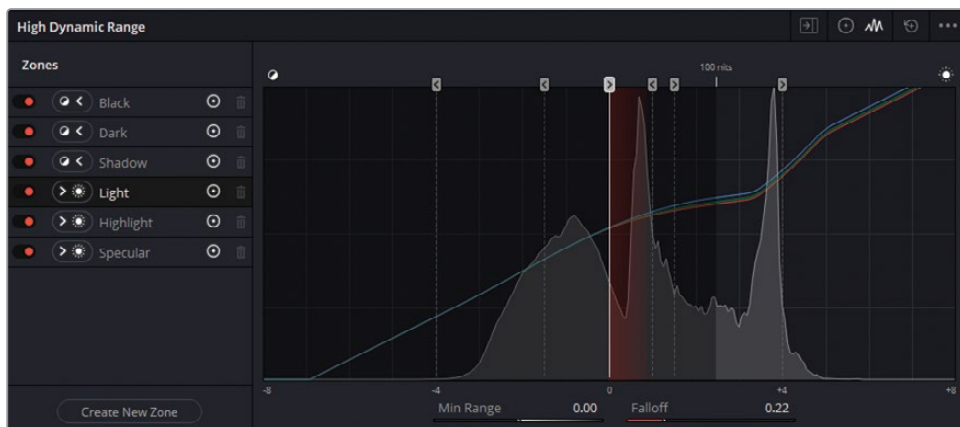 High Dynamic Range
Zones
100 nits
Black
Dark
Shadow
Light
Highlight
Specular
-8
-4
0
+4
+8
Create New Zone
Min Range 0.00
Falloff 0.22